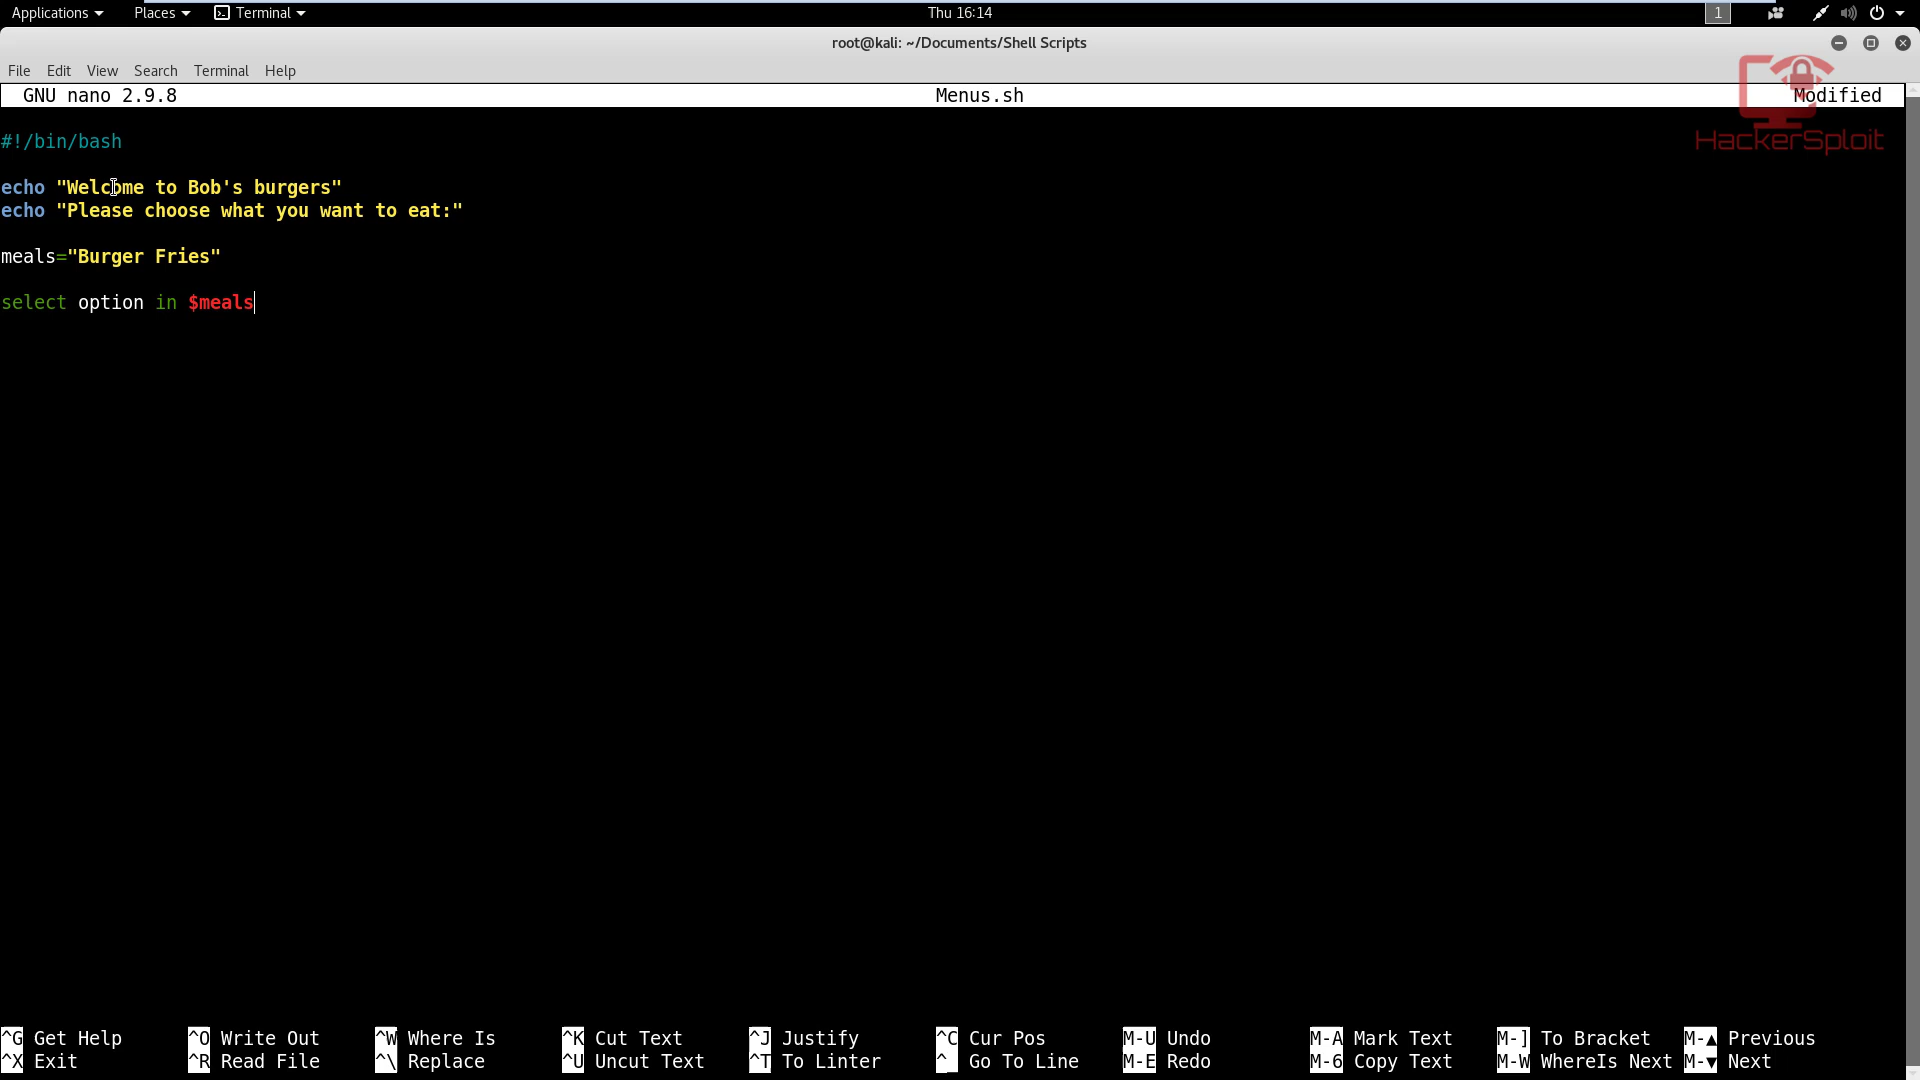 Applications Places Terminal Thu 16:14 1
root@kali: ~/Documents/Shell Scripts
File Edit View Search Terminal Help
GNU nano 2.9.8 Menus.sh Modified
HackerSploit
#!/bin/bash
echo "Welcome to Bob's burgers"
echo "Please choose what you want to eat:"
meals="Burger Fries"
select option in $meals
^G Get Help ^O Write Out ^W Where Is ^K Cut Text ^J Justify ^C Cur Pos M-U Undo M-A Mark Text M-] To Bracket M-▲ Previous
^X Exit ^R Read File ^\ Replace ^U Uncut Text ^T To Linter ^_ Go To Line M-E Redo M-6 Copy Text M-W WhereIs Next M-▼ Next